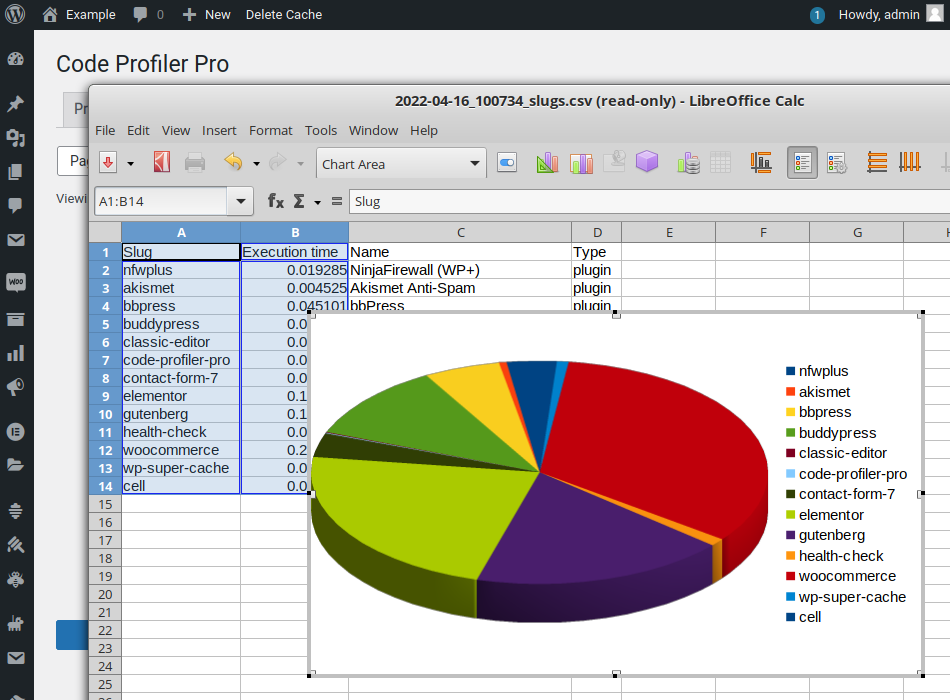 Example 0 New Delete Cache 1 Howdy, admin
Code Profiler Pro
Pr
2022-04-16_100734_slugs.csv (read-only) - LibreOffice Calc
File Edit View Insert Format Tools Window Help
Pa
Chart Area
Viewi
A1:B14 fx Σ = Slug
A B C D E F G H
1 Slug Execution time Name Type
2 nfwplus 0.019285 NinjaFirewall (WP+) plugin
3 akismet 0.004525 Akismet Anti-Spam plugin
4 bbpress 0.045101 bbPress plugin
5 buddypress 0.0
6 classic-editor 0.0
7 code-profiler-pro 0.0
8 contact-form-7 0.0
9 elementor 0.1
10 gutenberg 0.1
11 health-check 0.0
12 woocommerce 0.2
13 wp-super-cache 0.0
14 cell 0.0
15
16
17
18
19
20
21
22
23
24
25
26
nfwplus
akismet
bbpress
buddypress
classic-editor
code-profiler-pro
contact-form-7
elementor
gutenberg
health-check
woocommerce
wp-super-cache
cell
woo